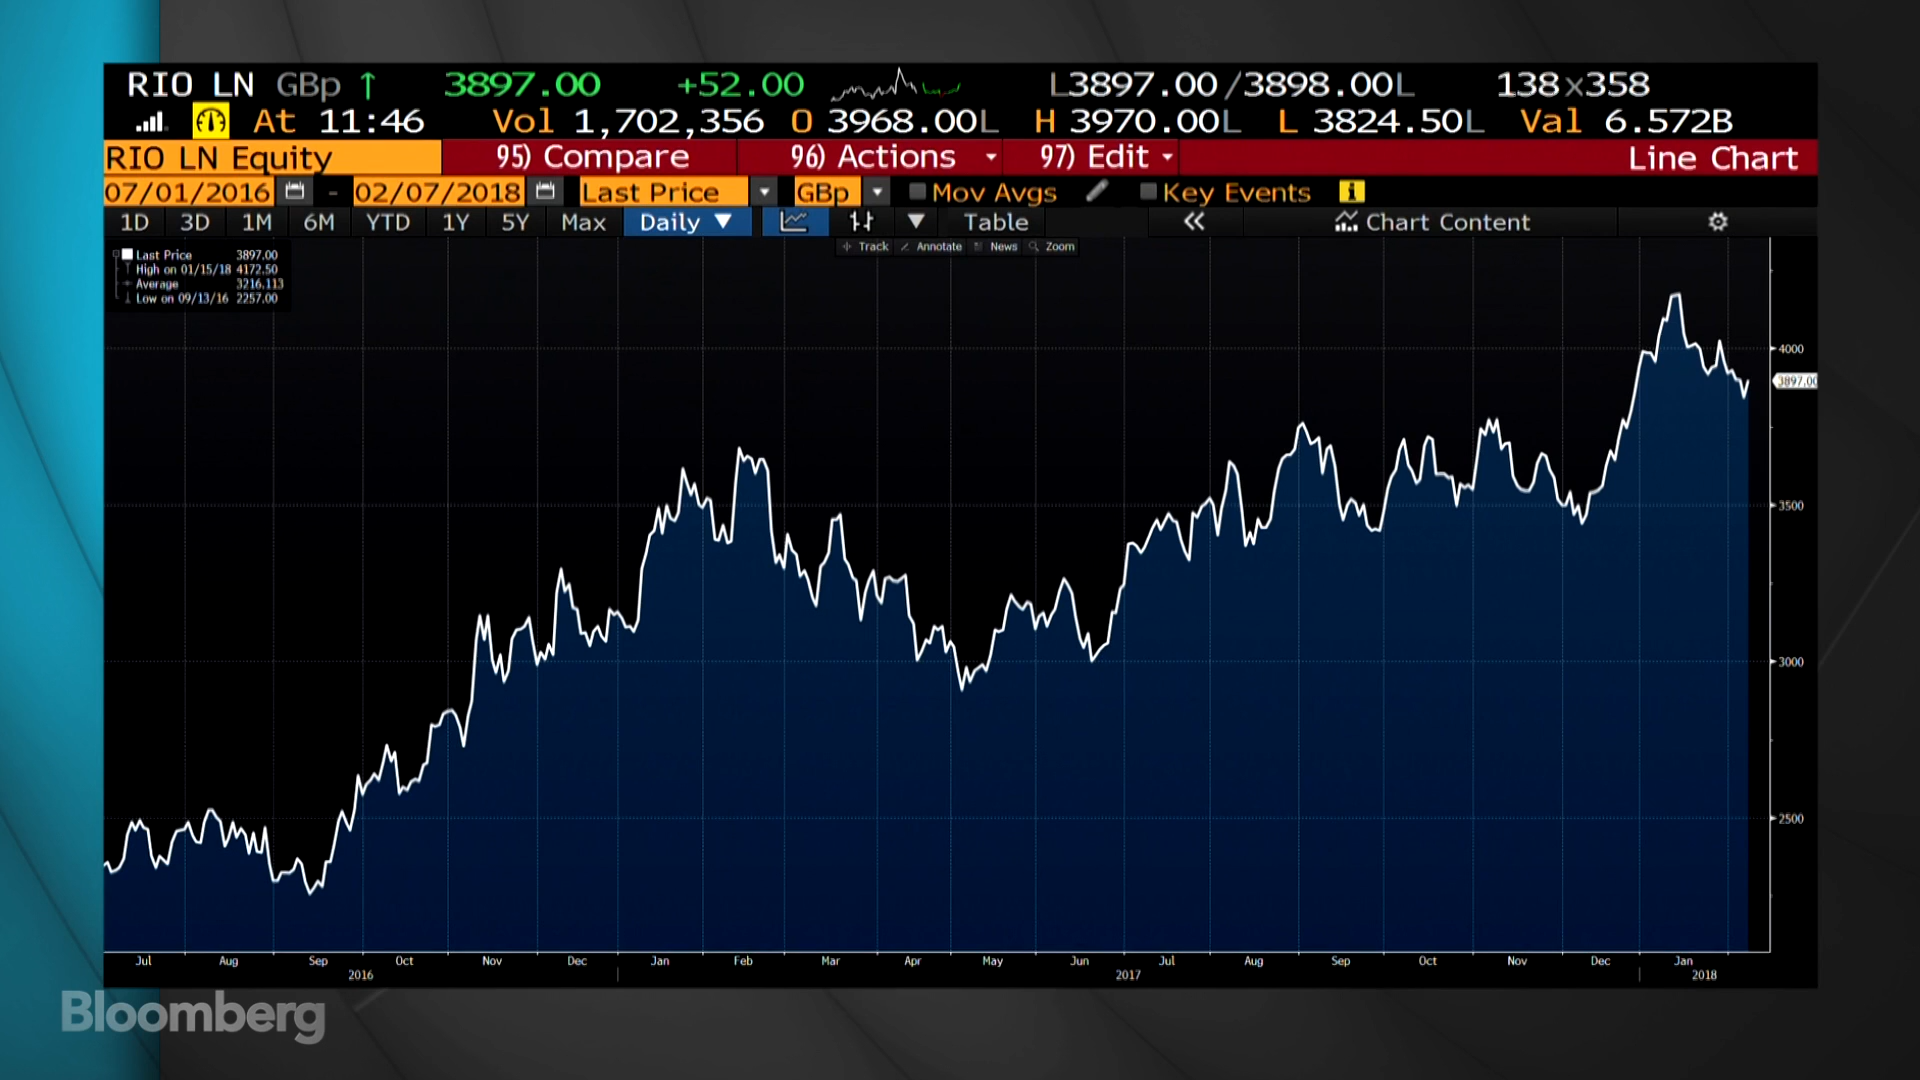 RIO LN GBp ↑ 3897.00 +52.00 L3897.00/3898.00L 138x358
At 11:46 Vol 1,702,356 O 3968.00L H 3970.00L L 3824.50L Val 6.572B
RIO LN Equity 95) Compare 96) Actions 97) Edit Line Chart
07/01/2016 - 02/07/2018 Last Price GBp Mov Avgs Key Events i
1D 3D 1M 6M YTD 1Y 5Y Max Daily ▼ Table « Chart Content
Track Annotate News Zoom
Last Price 3897.00
High on 01/15/18 4172.50
Average 3216.113
Low on 09/13/16 2257.00
4000
3897.00
3500
3000
2500
Jul Aug Sep Oct Nov Dec Jan Feb Mar Apr May Jun Jul Aug Sep Oct Nov Dec Jan
2016 2017 2018
Bloomberg